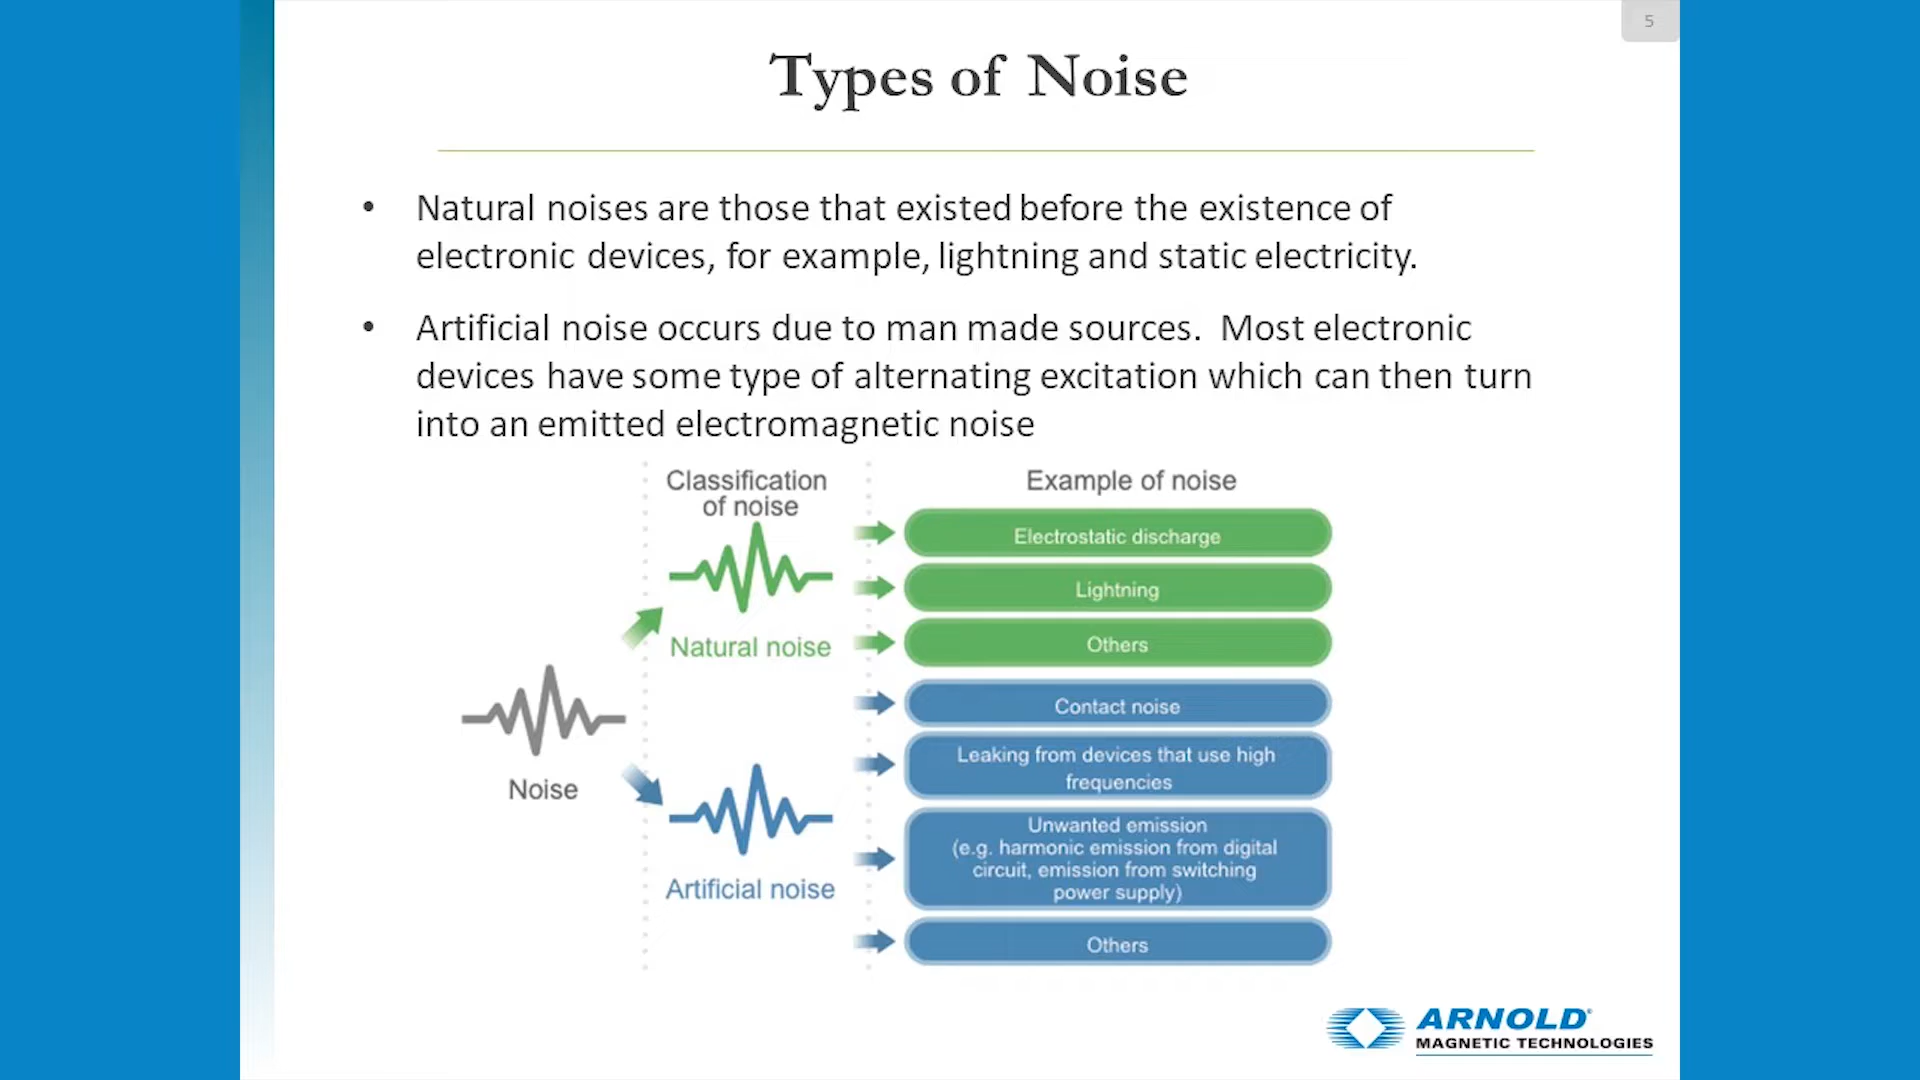 5
Types of Noise
• Natural noises are those that existed before the existence of
electronic devices, for example, lightning and static electricity.
• Artificial noise occurs due to man made sources.  Most electronic
devices have some type of alternating excitation which can then turn
into an emitted electromagnetic noise
Classification
of noise
Example of noise
Electrostatic discharge
Lightning
Natural noise
Others
Contact noise
Leaking from devices that use high
frequencies
Noise
Unwanted emission
(e.g. harmonic emission from digital
circuit, emission from switching
power supply)
Artificial noise
Others
ARNOLD®
MAGNETIC TECHNOLOGIES